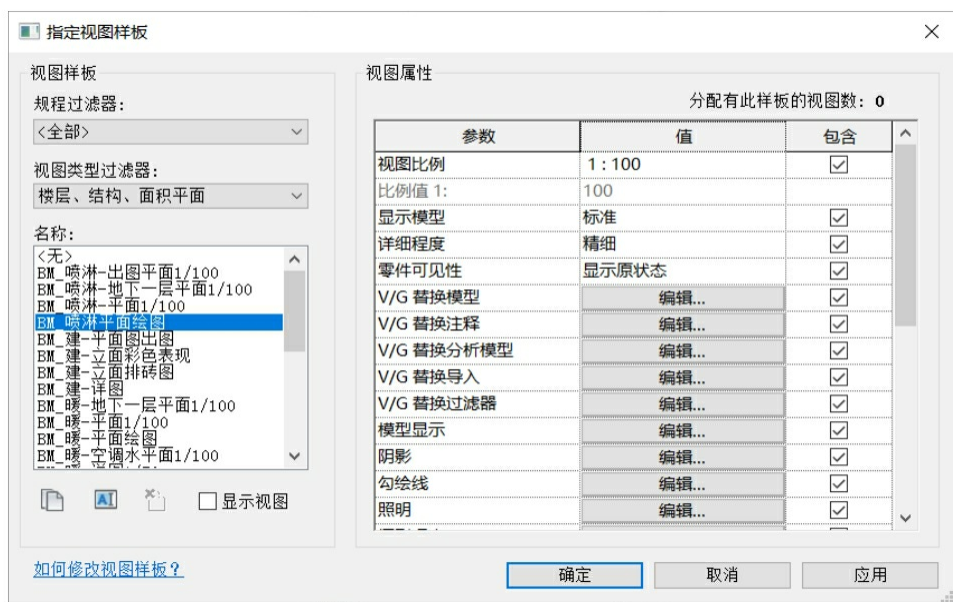 指定视图样板
视图样板
规程过滤器:
<全部>
视图类型过滤器:
楼层、结构、面积平面
名称:
<无>
BM_喷淋-出图平面1/100
BM_喷淋-地下一层平面1/100
BM_喷淋-平面1/100
BM_喷淋平面绘图
BM_建-平面图出图
BM_建-立面彩色表现
BM_建-立面排砖图
BM_建-详图
BM_暖-地下一层平面1/100
BM_暖-平面1/100
BM_暖-平面绘图
BM_暖-空调水平面1/100
显示视图
如何修改视图样板?
视图属性
分配有此样板的视图数: 0
参数 值 包含
视图比例 1 : 100
比例值 1: 100
显示模型 标准
详细程度 精细
零件可见性 显示原状态
V/G 替换模型 编辑...
V/G 替换注释 编辑...
V/G 替换分析模型 编辑...
V/G 替换导入 编辑...
V/G 替换过滤器 编辑...
模型显示 编辑...
阴影 编辑...
勾绘线 编辑...
照明 编辑...
确定 取消 应用